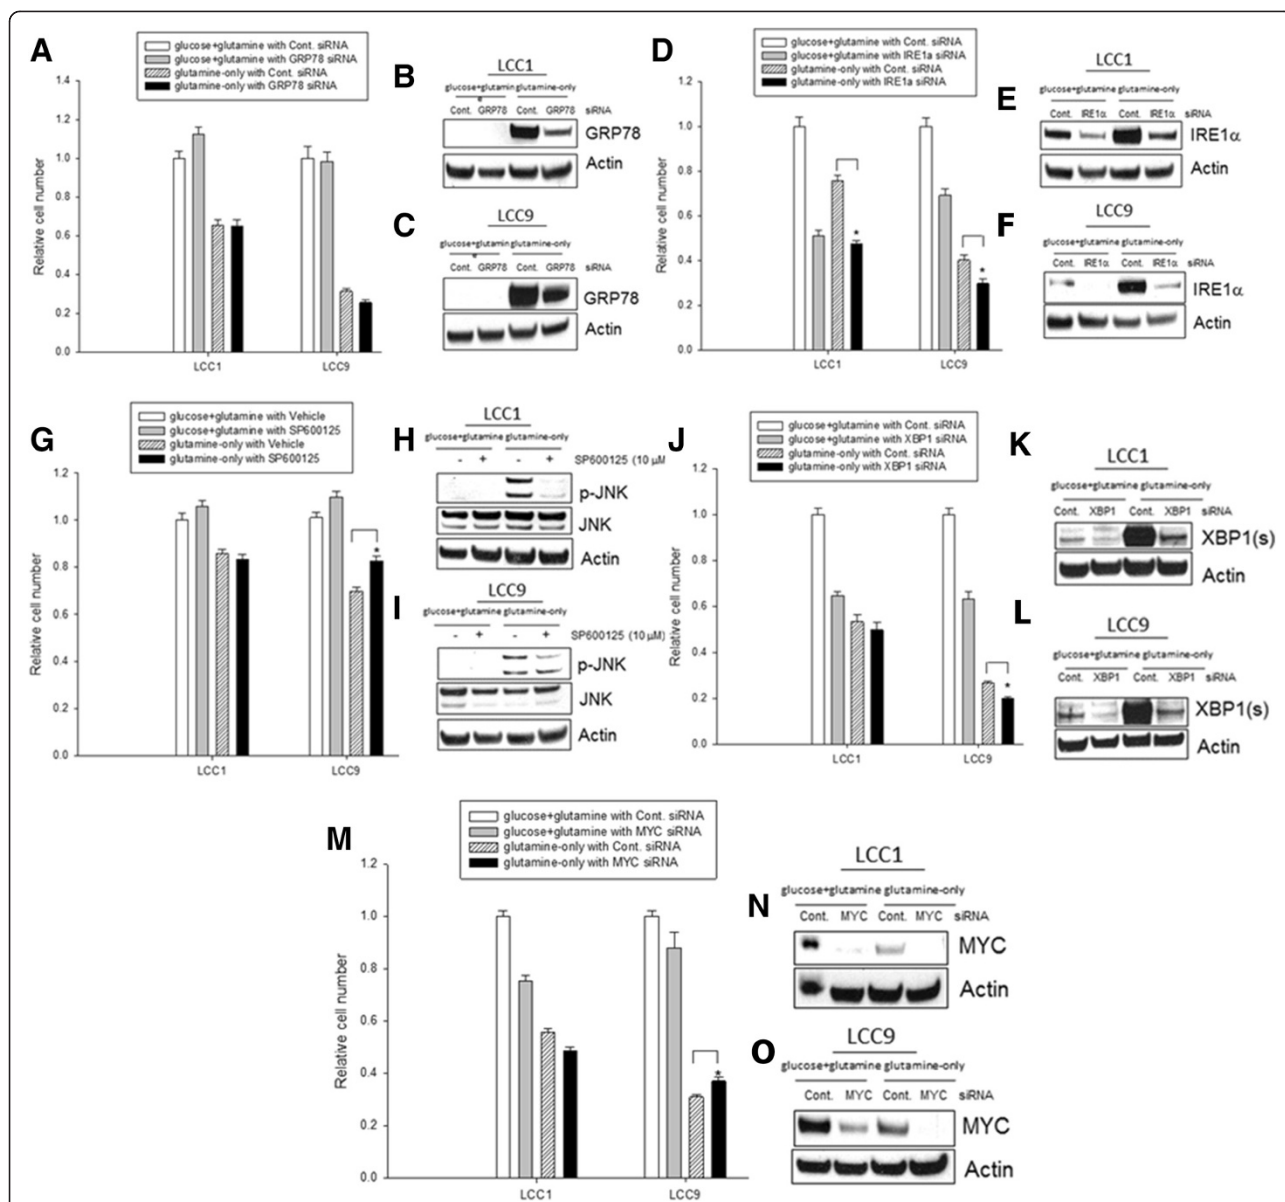 A
glucose+glutamine with Cont. siRNA
glucose+glutamine with GRP78 siRNA
glutamine-only with Cont. siRNA
glutamine-only with GRP78 siRNA
Relative cell number
1.4
1.2
1.0
0.8
0.6
0.4
0.2
0.0
LCC1 LCC9
B
LCC1
glucose+glutamin glutamine-only
Cont. GRP78 Cont. GRP78 siRNA
GRP78
Actin
C
LCC9
glucose+glutamin glutamine-only
Cont. GRP78 Cont. GRP78 siRNA
GRP78
Actin
D
glucose+glutamine with Cont. siRNA
glucose+glutamine with IRE1a siRNA
glutamine-only with Cont. siRNA
glutamine-only with IRE1a siRNA
Relative cell number
1.2
1.0
0.8
0.6
0.4
0.2
0.0
*
*
LCC1 LCC9
E
LCC1
glucose+glutamine glutamine-only
Cont. IRE1α Cont. IRE1α siRNA
IRE1α
Actin
F
LCC9
glucose+glutamine glutamine-only
Cont. IRE1α Cont. IRE1α siRNA
IRE1α
Actin
G
glucose+glutamine with Vehicle
glucose+glutamine with SP600125
glutamine-only with Vehicle
glutamine-only with SP600125
Relative cell number
1.2
1.0
0.8
0.6
0.4
0.2
0.0
*
LCC1 LCC9
H
LCC1
glucose+glutamine glutamine-only
- + - + SP600125 (10 μM
p-JNK
JNK
Actin
I
LCC9
glucose+glutamine glutamine-only
- + - + SP600125 (10 μM)
p-JNK
JNK
Actin
J
glucose+glutamine with Cont. siRNA
glucose+glutamine with XBP1 siRNA
glutamine-only with Cont. siRNA
glutamine-only with XBP1 siRNA
Relative cell number
1.2
1.0
0.8
0.6
0.4
0.2
0.0
*
LCC1 LCC9
K
LCC1
glucose+glutamine glutamine-only
Cont. XBP1 Cont. XBP1 siRNA
XBP1(s)
Actin
L
LCC9
glucose+glutamine glutamine-only
Cont. XBP1 Cont. XBP1 siRNA
XBP1(s)
Actin
M
glucose+glutamine with Cont. siRNA
glucose+glutamine with MYC siRNA
glutamine-only with Cont. siRNA
glutamine-only with MYC siRNA
Relative cell number
1.2
1.0
0.8
0.6
0.4
0.2
0.0
*
LCC1 LCC9
N
LCC1
glucose+glutamine glutamine-only
Cont. MYC Cont. MYC siRNA
MYC
Actin
O
LCC9
glucose+glutamine glutamine-only
Cont. MYC Cont. MYC siRNA
MYC
Actin